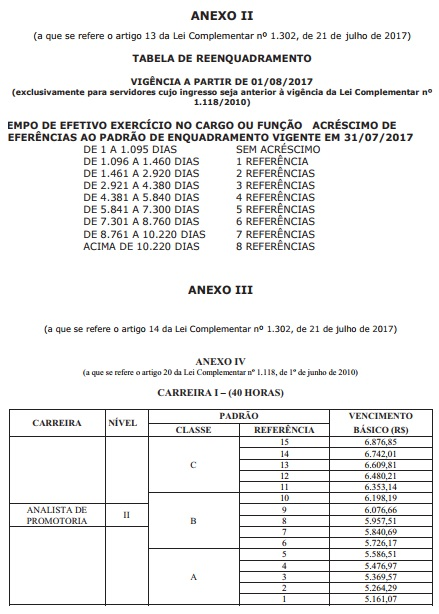 ANEXO II
(a que se refere o artigo 13 da Lei Complementar nº 1.302, de 21 de julho de 2017)
TABELA DE REENQUADRAMENTO
VIGÊNCIA A PARTIR DE 01/08/2017
(exclusivamente para servidores cujo ingresso seja anterior à vigência da Lei Complementar nº
1.118/2010)
EMPO DE EFETIVO EXERCÍCIO NO CARGO OU FUNÇÃO ACRÉSCIMO DE
EFERÊNCIAS AO PADRÃO DE ENQUADRAMENTO VIGENTE EM 31/07/2017
DE 1 A 1.095 DIAS SEM ACRÉSCIMO
DE 1.096 A 1.460 DIAS 1 REFERÊNCIA
DE 1.461 A 2.920 DIAS 2 REFERÊNCIAS
DE 2.921 A 4.380 DIAS 3 REFERÊNCIAS
DE 4.381 A 5.840 DIAS 4 REFERÊNCIAS
DE 5.841 A 7.300 DIAS 5 REFERÊNCIAS
DE 7.301 A 8.760 DIAS 6 REFERÊNCIAS
DE 8.761 A 10.220 DIAS 7 REFERÊNCIAS
ACIMA DE 10.220 DIAS 8 REFERÊNCIAS
ANEXO III
(a que se refere o artigo 14 da Lei Complementar nº 1.302, de 21 de julho de 2017)
ANEXO IV
(a que se refere o artigo 20 da Lei Complementar nº 1.118, de 1º de junho de 2010)
CARREIRA I – (40 HORAS)
CARREIRA NÍVEL PADRÃO VENCIMENTO
CLASSE REFERÊNCIA BÁSICO (R$)
15 6.876,85
14 6.742,01
C 13 6.609,81
12 6.480,21
11 6.353,14
10 6.198,19
ANALISTA DE PROMOTORIA II 9 6.076,66
B 8 5.957,51
7 5.840,69
6 5.726,17
5 5.586,51
4 5.476,97
A 3 5.369,57
2 5.264,29
1 5.161,07